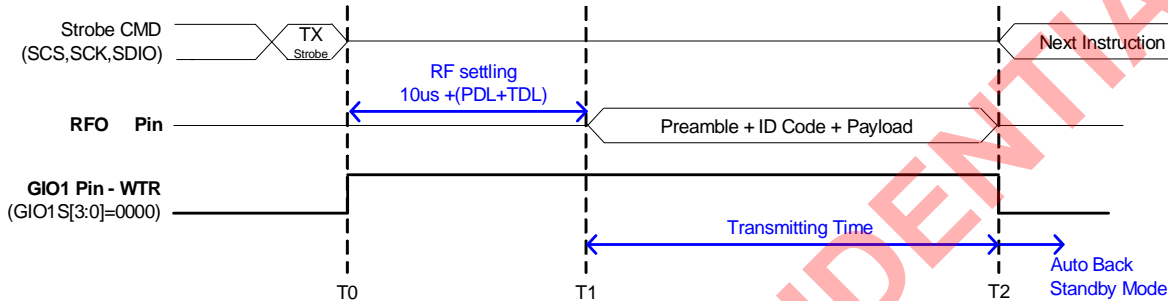 Strobe CMD
(SCS,SCK,SDIO)
TX
Strobe
Next Instruction
RF settling
10us +(PDL+TDL)
RFO Pin
Preamble + ID Code + Payload
GIO1 Pin - WTR
(GIO1S[3:0]=0000)
Transmitting Time
Auto Back
Standby Mode
T0
T1
T2
NDENTIA